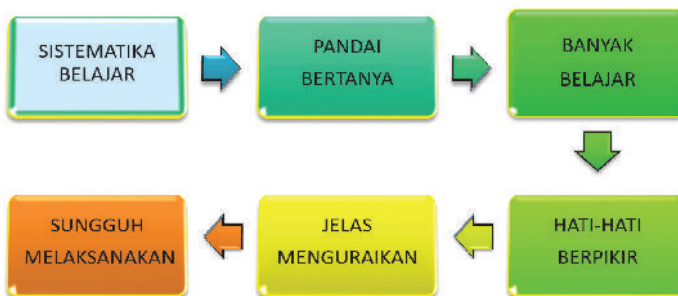 SISTEMATIKA
BELAJAR
PANDAI
BERTANYA
BANYAK
BELAJAR
HATI-HATI
BERPIKIR
JELAS
MENGURAIKAN
SUNGGUH
MELAKSANAKAN